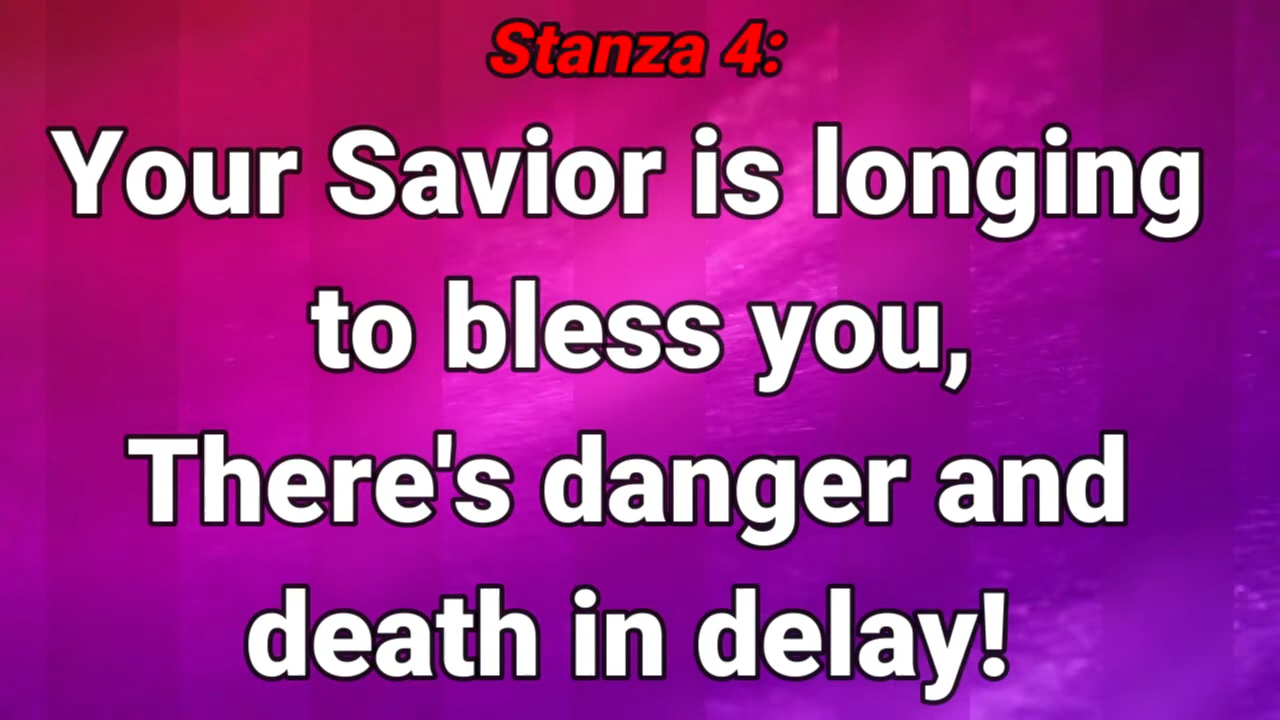 Stanza 4:
Your Savior is longing
to bless you,
There's danger and
death in delay!